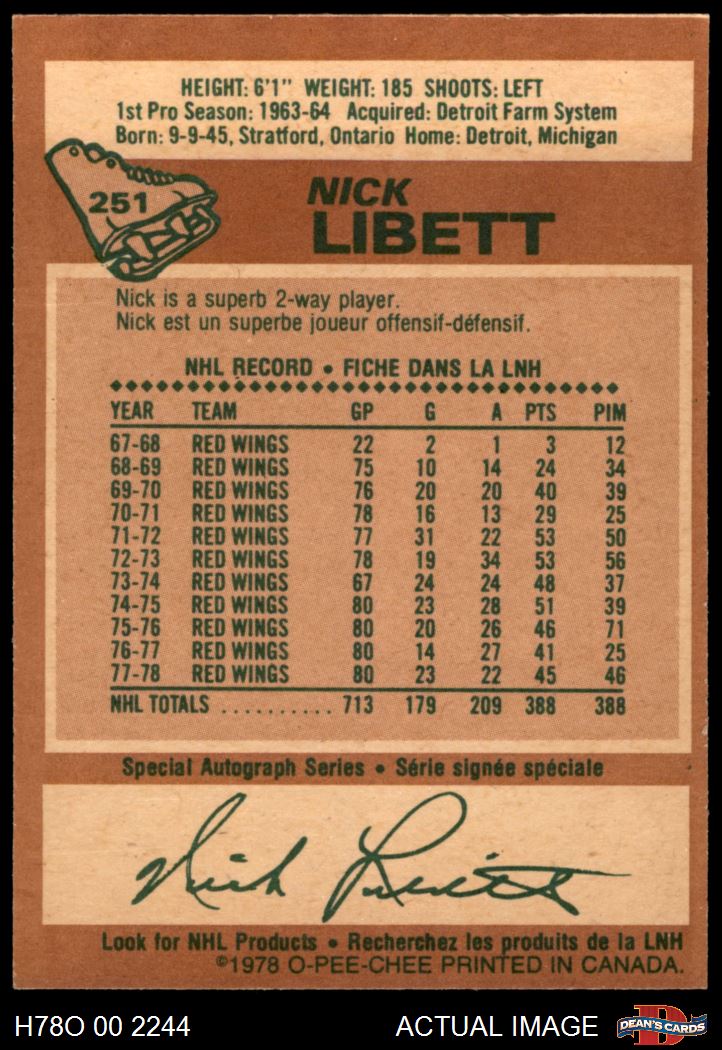 HEIGHT: 6'1" WEIGHT: 185 SHOOTS: LEFT
1st Pro Season: 1963-64 Acquired: Detroit Farm System
Born: 9-9-45, Stratford, Ontario Home: Detroit, Michigan
251
NICK
LIBETT
Nick is a superb 2-way player.
Nick est un superbe joueur offensif-défensif.
NHL RECORD • FICHE DANS LA LNH
YEAR TEAM GP G A PTS PIM
67-68 RED WINGS 22 2 1 3 12
68-69 RED WINGS 75 10 14 24 34
69-70 RED WINGS 76 20 20 40 39
70-71 RED WINGS 78 16 13 29 25
71-72 RED WINGS 77 31 22 53 50
72-73 RED WINGS 78 19 34 53 56
73-74 RED WINGS 67 24 24 48 37
74-75 RED WINGS 80 23 28 51 39
75-76 RED WINGS 80 20 26 46 71
76-77 RED WINGS 80 14 27 41 25
77-78 RED WINGS 80 23 22 45 46
NHL TOTALS .......... 713 179 209 388 388
Special Autograph Series • Série signée spéciale
Nick Libett
Look for NHL Products • Recherchez les produits de la LNH
©1978 O-PEE-CHEE PRINTED IN CANADA.
H78O 00 2244 ACTUAL IMAGE D DEAN'S CARDS